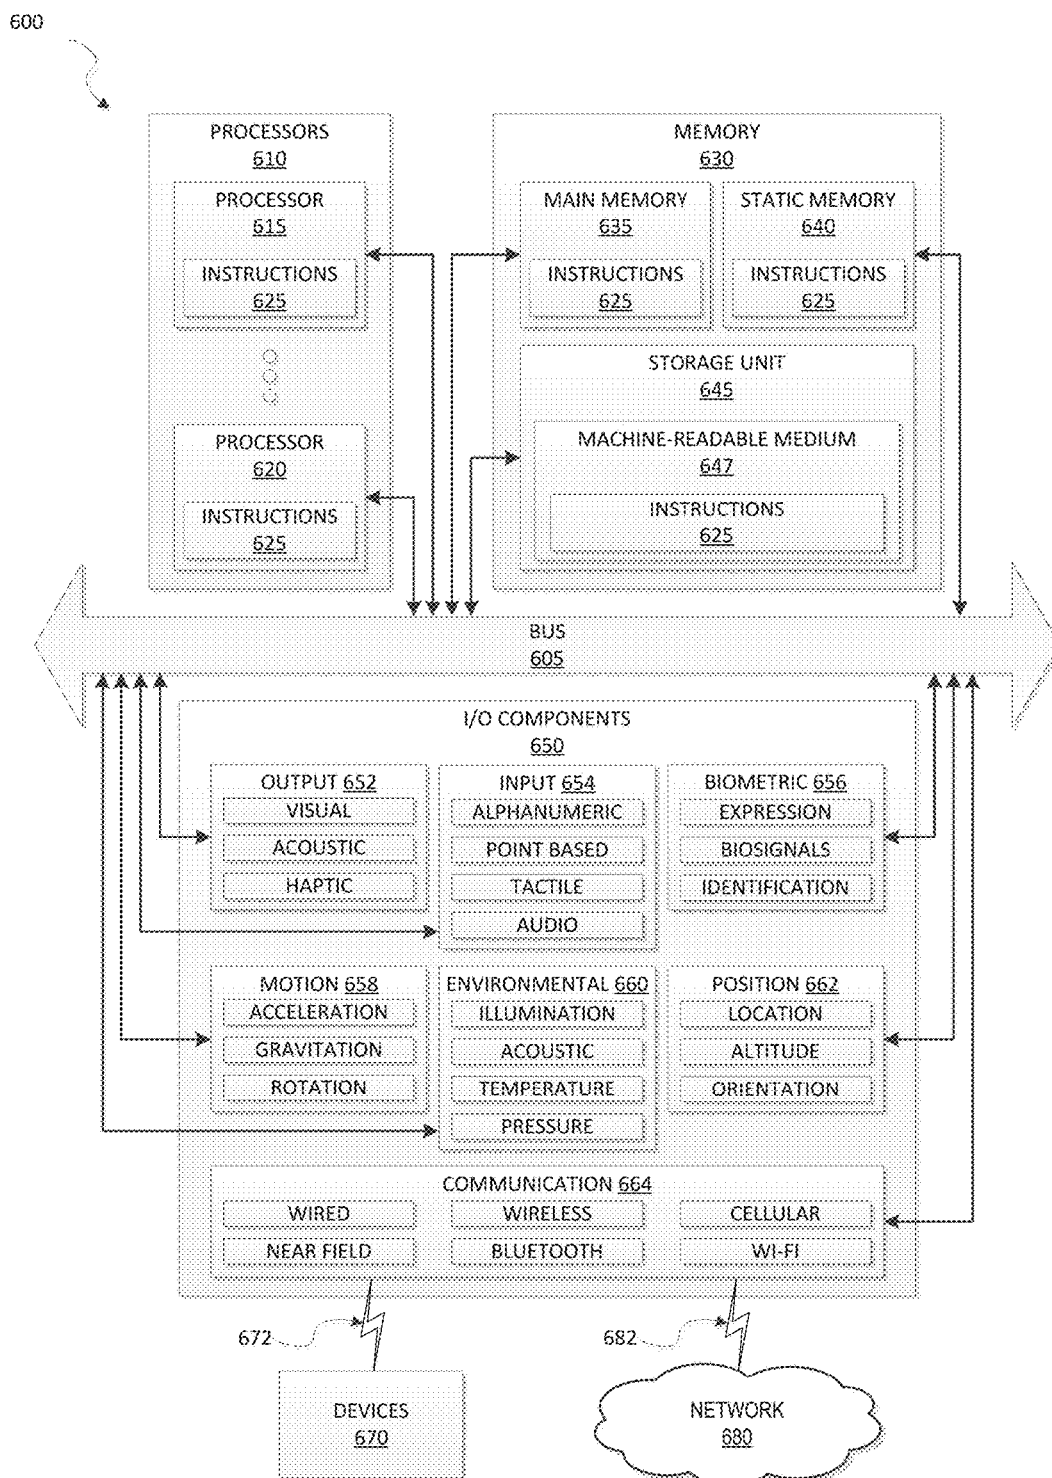 600
PROCESSORS
610
PROCESSOR
615
INSTRUCTIONS
625
PROCESSOR
620
INSTRUCTIONS
625
MEMORY
630
MAIN MEMORY
635
INSTRUCTIONS
625
STATIC MEMORY
640
INSTRUCTIONS
625
STORAGE UNIT
645
MACHINE-READABLE MEDIUM
647
INSTRUCTIONS
625
BUS
605
I/O COMPONENTS
650
OUTPUT 652
VISUAL
ACOUSTIC
HAPTIC
INPUT 654
ALPHANUMERIC
POINT BASED
TACTILE
AUDIO
BIOMETRIC 656
EXPRESSION
BIOSIGNALS
IDENTIFICATION
MOTION 658
ACCELERATION
GRAVITATION
ROTATION
ENVIRONMENTAL 660
ILLUMINATION
ACOUSTIC
TEMPERATURE
PRESSURE
POSITION 662
LOCATION
ALTITUDE
ORIENTATION
COMMUNICATION 664
WIRED
WIRELESS
CELLULAR
NEAR FIELD
BLUETOOTH
WI-FI
672
682
DEVICES
670
NETWORK
680